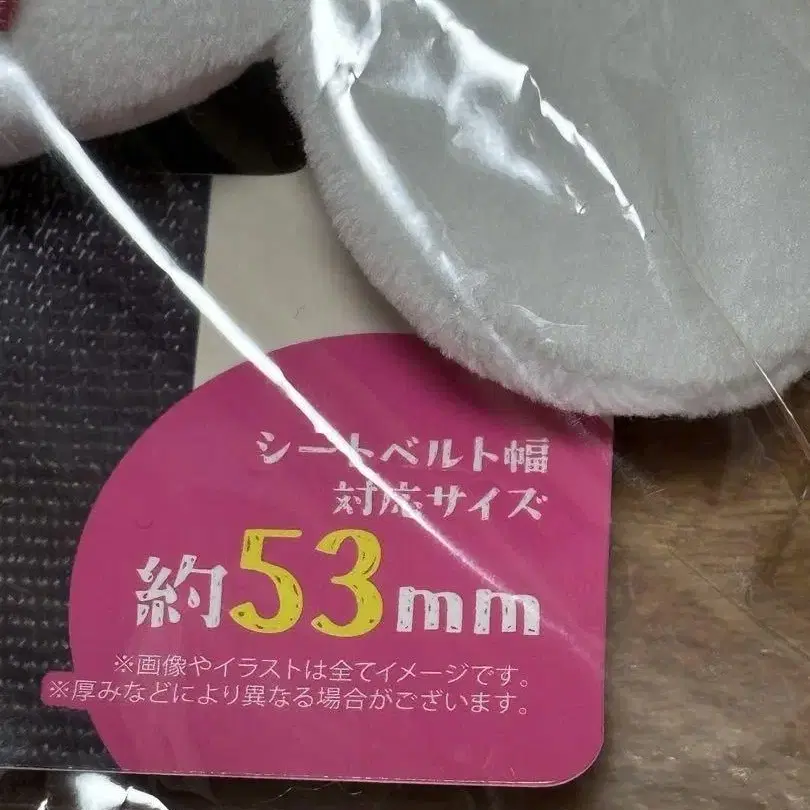 シートベルト幅
対応サイズ
約53mm
※画像やイラストは全てイメージです。
※厚みなどにより異なる場合がございます。